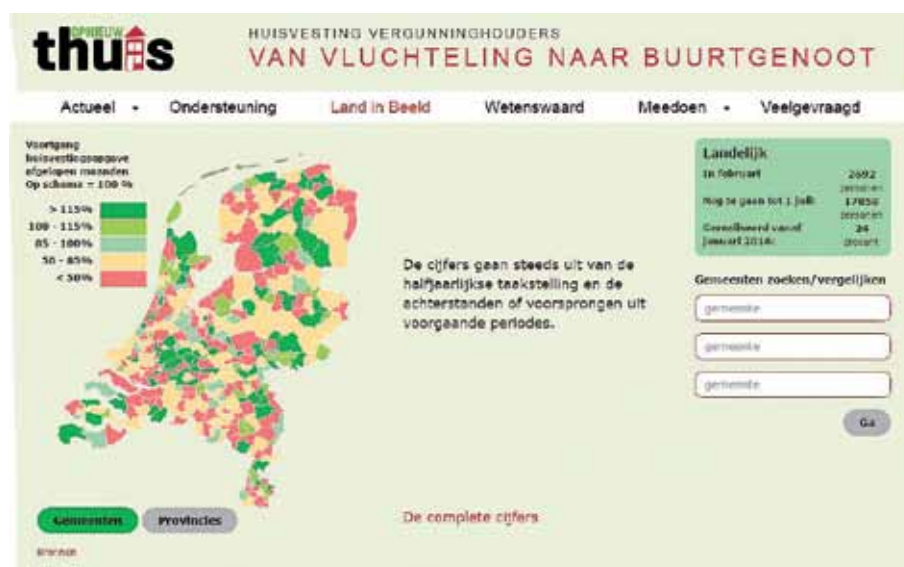 OPNIEUW
thuis
HUISVESTING VERGUNNINGHOUDERS
VAN VLUCHTELING NAAR BUURTGENOOT
Actueel Ondersteuning Land in Beeld Wetenswaard Meedoen Veelgevraagd
Voortgang
huisvestingsopgave
afgelopen maanden
Op schema = 100 %
> 115%
100 - 115%
85 - 100%
50 - 85%
< 50%
De cijfers gaan steeds uit van de
halfjaarlijkse taakstelling en de
achterstanden of voorsprongen uit
voorgaande periodes.
Landelijk
In februari 2692
personen
Nog te gaan tot 1 juli: 17050
personen
Gerealiseerd vanaf 24
januari 2016: procent
Gemeenten zoeken/vergelijken
gemeente
gemeente
gemeente
Ga
Gemeenten Provincies
De complete cijfers
Bronnen